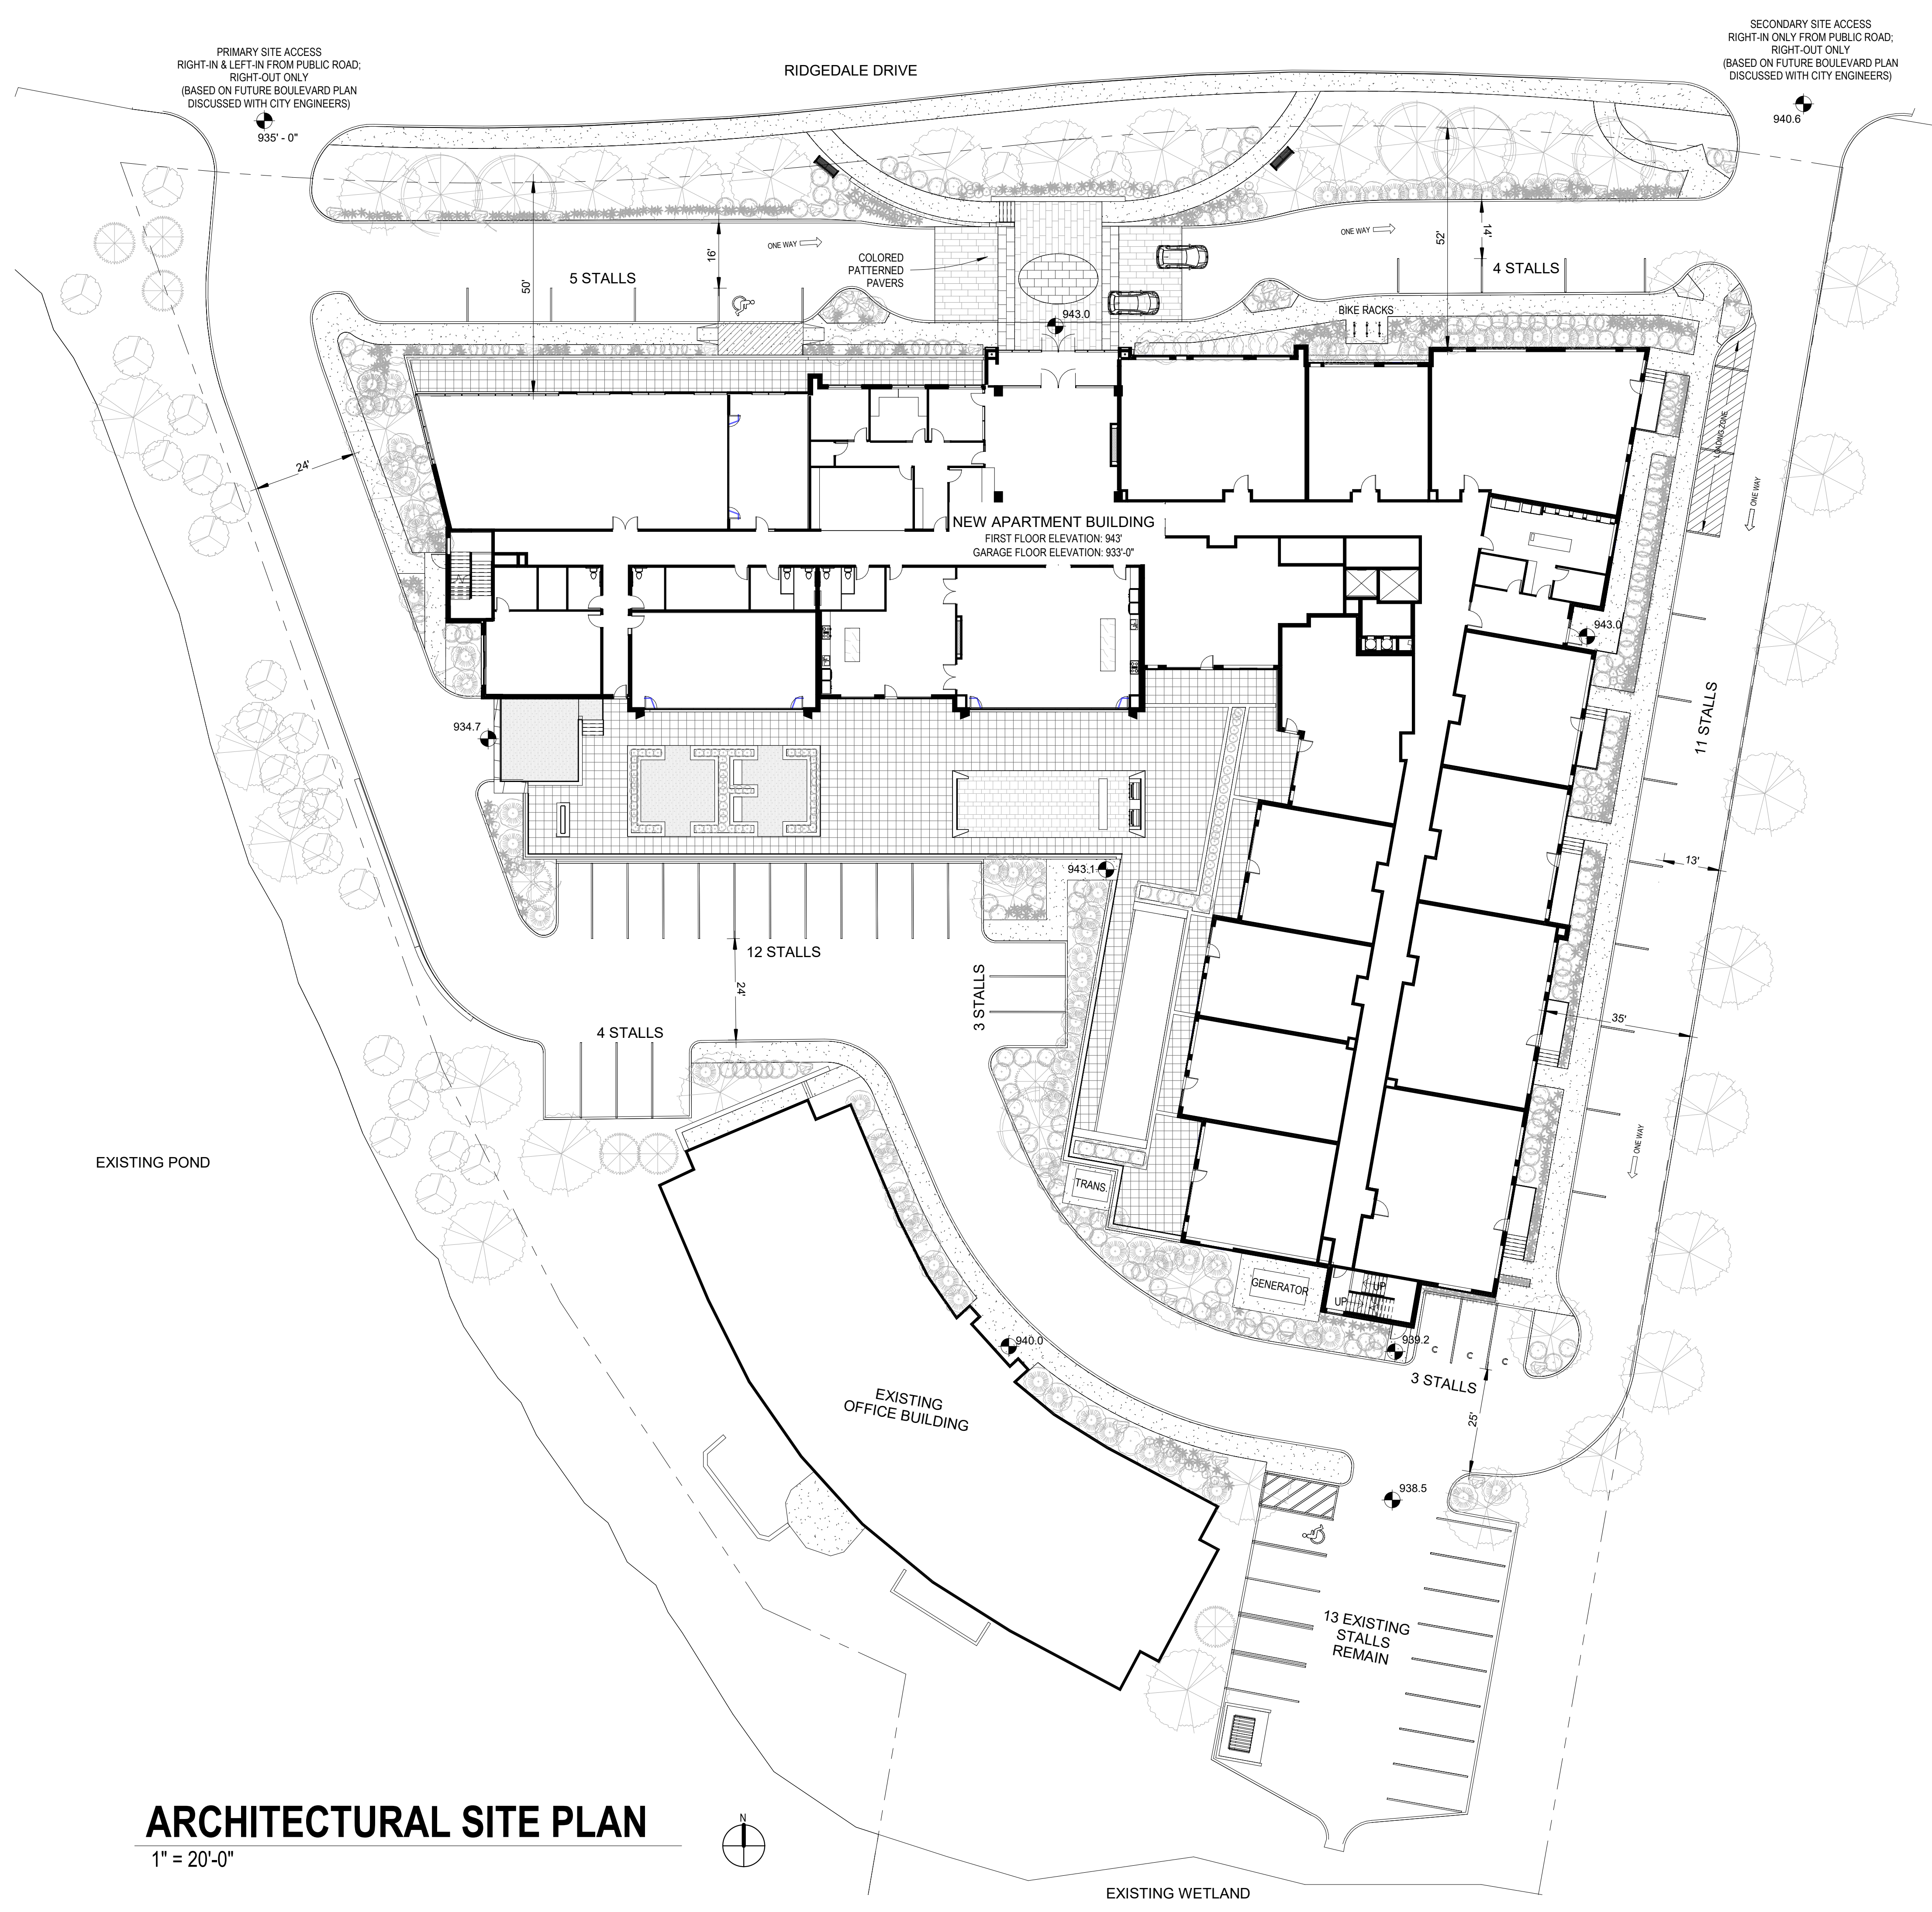 PRIMARY SITE ACCESS
RIGHT-IN & LEFT-IN FROM PUBLIC ROAD;
RIGHT-OUT ONLY
(BASED ON FUTURE BOULEVARD PLAN
DISCUSSED WITH CITY ENGINEERS)
935' - 0"
RIDGEDALE DRIVE
SECONDARY SITE ACCESS
RIGHT-IN ONLY FROM PUBLIC ROAD;
RIGHT-OUT ONLY
(BASED ON FUTURE BOULEVARD PLAN
DISCUSSED WITH CITY ENGINEERS)
940.6
ONE WAY
ONE WAY
16'
50'
52'
14'
5 STALLS
COLORED
PATTERNED
PAVERS
4 STALLS
943.0
BIKE RACKS
LOADING ZONE
24'
ONE WAY
NEW APARTMENT BUILDING
FIRST FLOOR ELEVATION: 943'
GARAGE FLOOR ELEVATION: 933'-0"
943.0
934.7
11 STALLS
943.1
13'
12 STALLS
24'
3 STALLS
4 STALLS
35'
ONE WAY
EXISTING POND
TRANS.
GENERATOR
UP
UP
940.0
939.2
C
C
C
3 STALLS
25'
EXISTING
OFFICE BUILDING
938.5
13 EXISTING
STALLS
REMAIN
ARCHITECTURAL SITE PLAN
1" = 20'-0"
N
EXISTING WETLAND